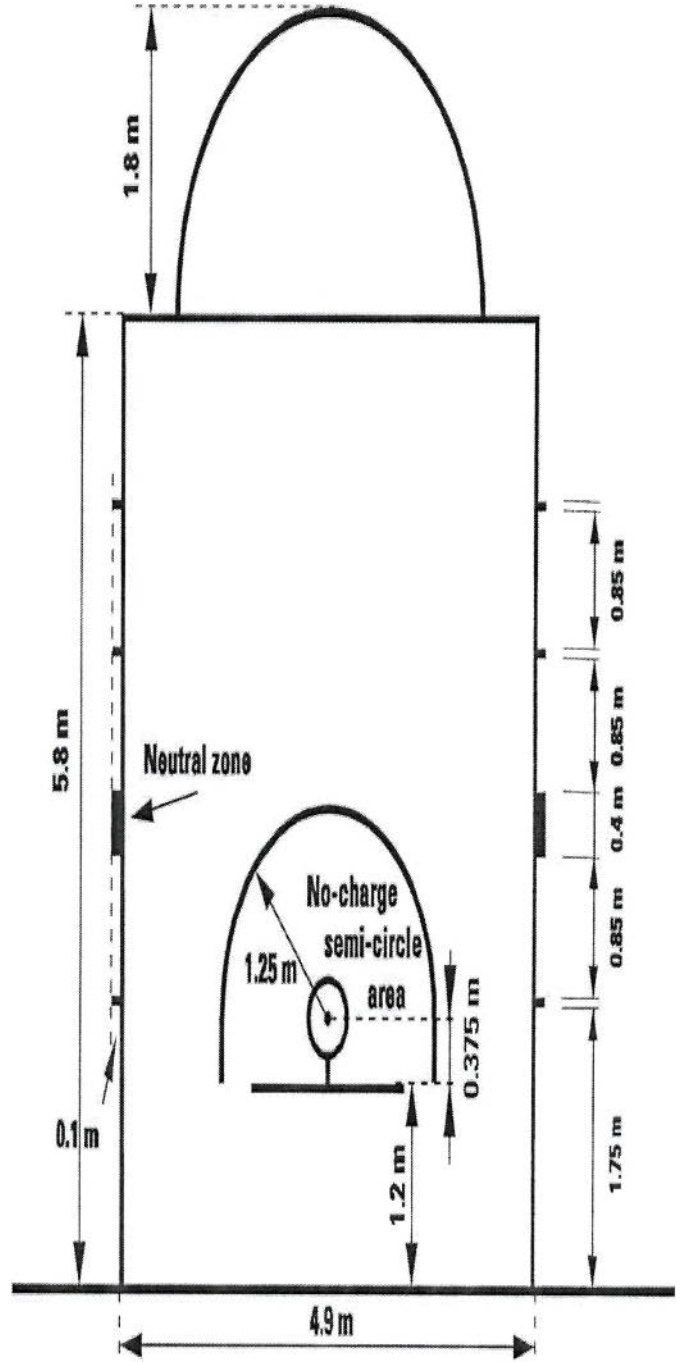 1.8 m
0.85 m
5.8 m
Neutral zone
0.85 m
0.4 m
No-charge
semi-circle
area
1.25 m
0.85 m
0.375 m
0.1 m
1.2 m
1.75 m
4.9 m